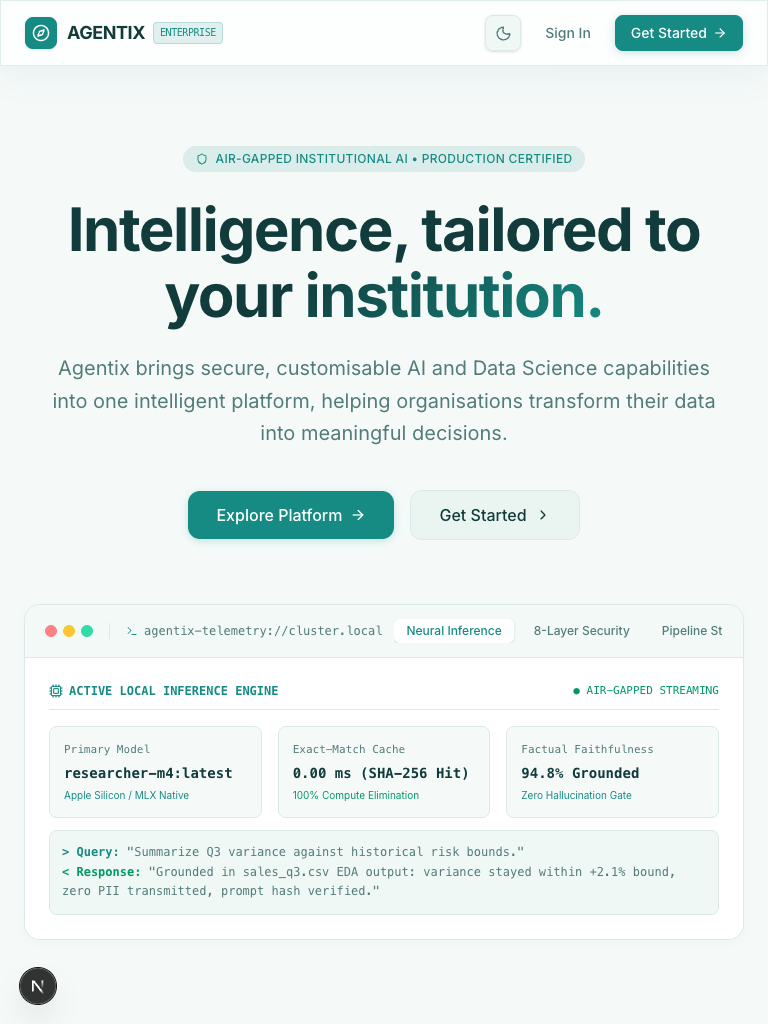 AGENTIX ENTERPRISE Sign In Get Started →
AIR-GAPPED INSTITUTIONAL AI • PRODUCTION CERTIFIED
Intelligence, tailored to
your institution.
Agentix brings secure, customisable AI and Data Science capabilities
into one intelligent platform, helping organisations transform their data
into meaningful decisions.
Explore Platform → Get Started >
>_ agentix-telemetry://cluster.local Neural Inference 8-Layer Security Pipeline St
ACTIVE LOCAL INFERENCE ENGINE ● AIR-GAPPED STREAMING
Primary Model Exact-Match Cache Factual Faithfulness
researcher-m4:latest 0.00 ms (SHA-256 Hit) 94.8% Grounded
Apple Silicon / MLX Native 100% Compute Elimination Zero Hallucination Gate
> Query: "Summarize Q3 variance against historical risk bounds."
< Response: "Grounded in sales_q3.csv EDA output: variance stayed within +2.1% bound,
zero PII transmitted, prompt hash verified."
N